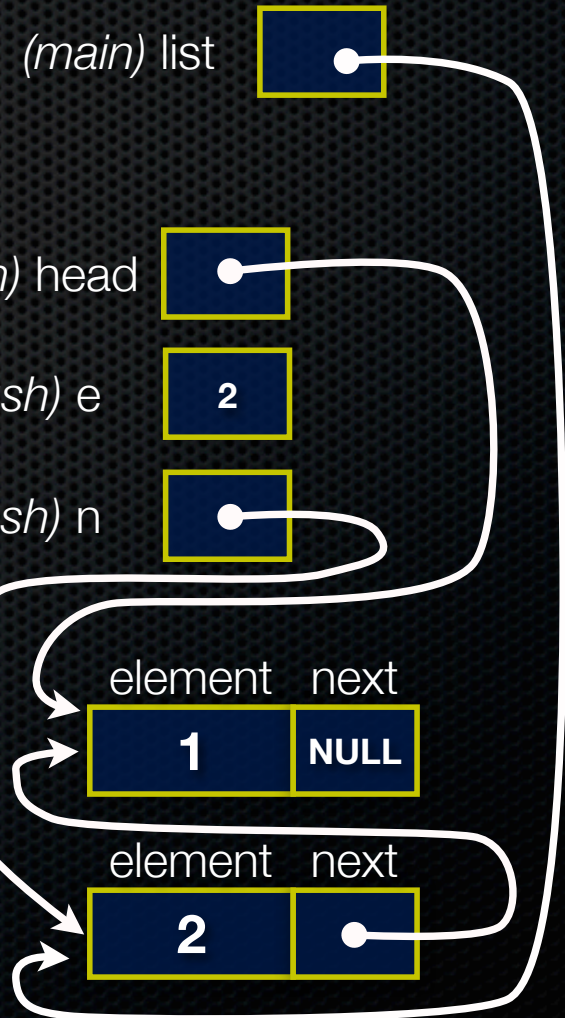 (main) list
) head
sh) e
2
sh) n
element next
1 NULL
element next
2